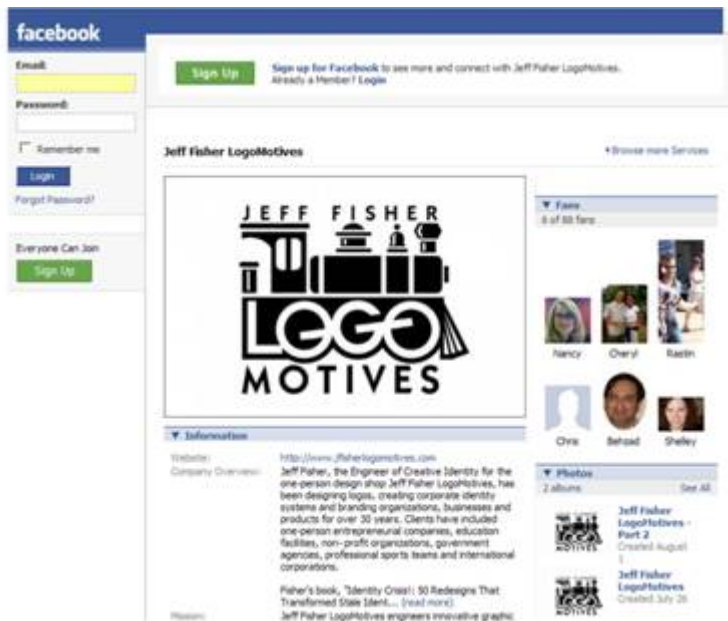 facebook
Email:
Password:
Remember me
Login
Forgot Password?
Everyone Can Join
Sign Up
Sign Up
Sign up for Facebook to see more and connect with Jeff Fisher LogoMotives.
Already a Member? Login
Jeff Fisher LogoMotives
Browse more Services
JEFF FISHER
LOGO
MOTIVES
Information
Website:
http://www.jfisherlogomotives.com
Company Overview:
Jeff Fisher, the Engineer of Creative Identity for the
one-person design shop Jeff Fisher LogoMotives, has
been designing logos, creating corporate identity
systems and branding organizations, businesses and
products for over 30 years. Clients have included
one-person entrepreneurial companies, education
facilities, non-profit organizations, government
agencies, professional sports teams and international
corporations.
Fisher's book, "Identity Crisis!: 50 Redesigns That
Transformed Stale Ident... (read more)
Mission:
Jeff Fisher LogoMotives engineers innovative graphic
Fans
6 of 88 fans
Nancy
Cheryl
Raelin
Chris
Behzad
Shelley
Photos
2 albums
See All
LOGO
MOTIVES
Jeff Fisher
LogoMotives -
Part 2
Created August
1
LOGO
MOTIVES
Jeff Fisher
LogoMotives
Created July 26